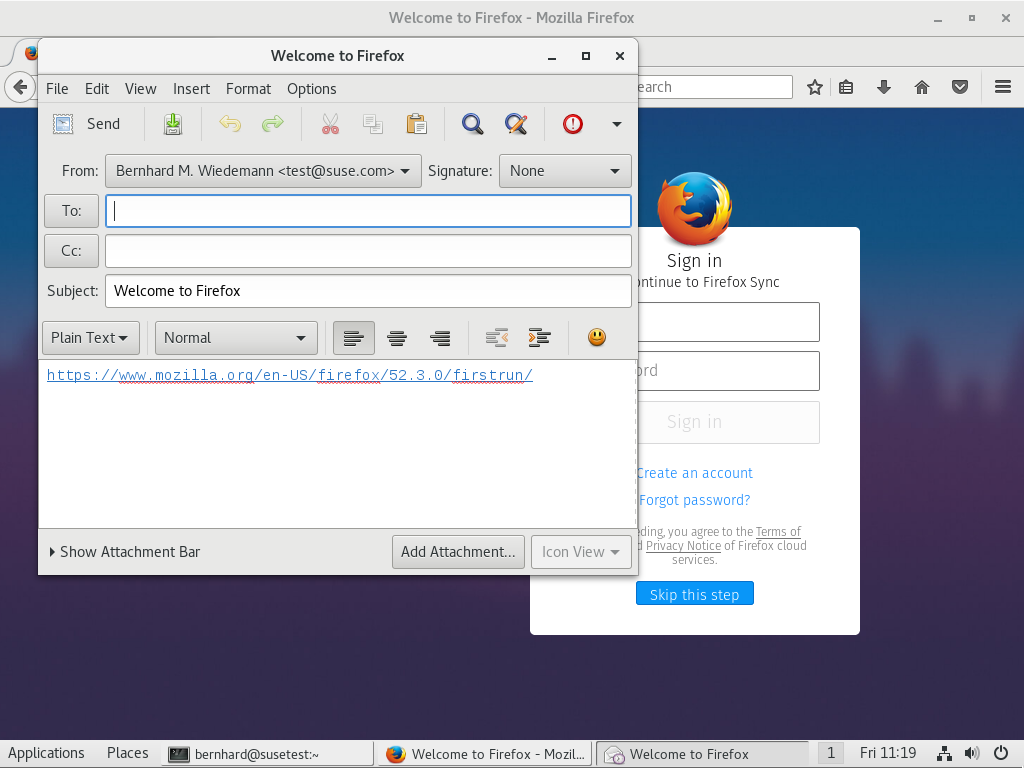 Welcome to Firefox - Mozilla Firefox
Welcome to Firefox
File Edit View Insert Format Options
earch
Send
From: Bernhard M. Wiedemann <test@suse.com> Signature: None
To:
Cc:
Subject: Welcome to Firefox
Plain Text Normal
https://www.mozilla.org/en-US/firefox/52.3.0/firstrun/
Show Attachment Bar Add Attachment... Icon View
Sign in
ontinue to Firefox Sync
ord
Sign in
Create an account
Forgot password?
eding, you agree to the Terms of
d Privacy Notice of Firefox cloud
services.
Skip this step
Applications Places bernhard@susetest:~ Welcome to Firefox - Mozil... Welcome to Firefox 1 Fri 11:19